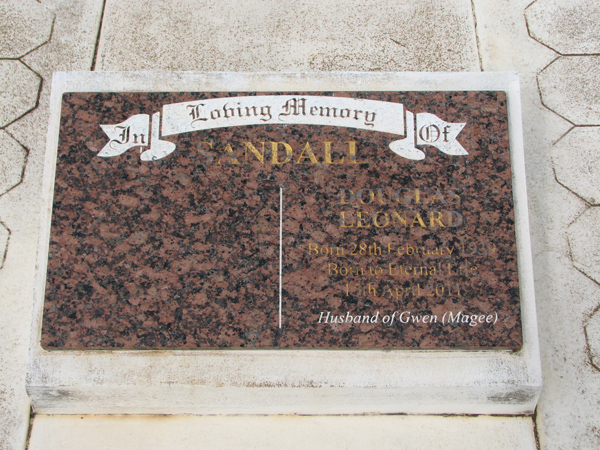 In Loving Memory Of
SANDALL
DOUGLAS
LEONARD
Born 28th February
Born to Eternal Life
April 2011
Husband of Gwen (Magee)